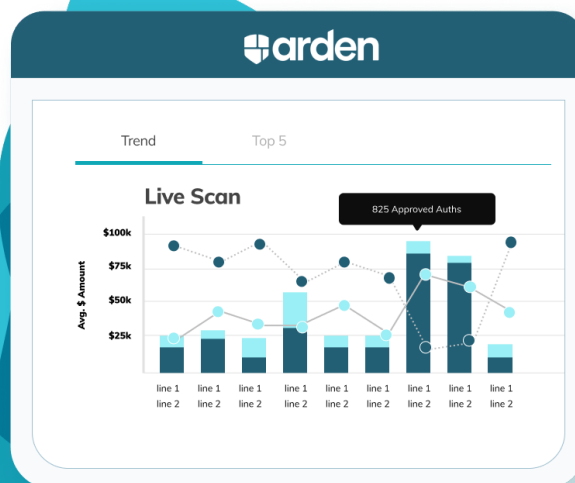 arden
Trend Top 5
Live Scan
825 Approved Auths
$100k
$75k
$50k
$25k
Avg. $ Amount
line 1 line 1 line 1 line 1 line 1 line 1 line 1 line 1 line 1
line 2 line 2 line 2 line 2 line 2 line 2 line 2 line 2 line 2